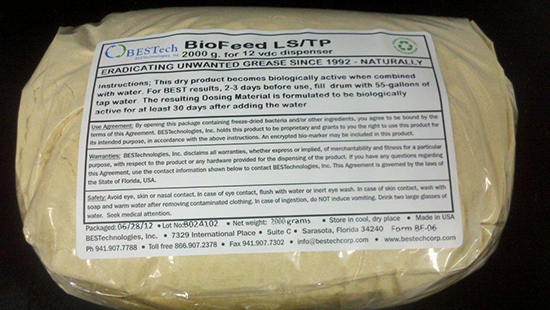 BESTech
BESTechnologies, Inc.
BioFeed LS/TP
2000 g. for 12 vdc dispenser
ERADICATING UNWANTED GREASE SINCE 1992 - NATURALLY
Instructions; This dry product becomes biologically active when combined
with water. For BEST results, 2-3 days before use, fill drum with 55-gallons of
tap water. The resulting Dosing Material is formulated to be biologically
active for at least 30 days after adding the water
Use Agreement: By opening this package containing freeze-dried bacteria and/or other ingredients, you agree to be bound by the
terms of this Agreement. BESTechnologies, Inc. holds this product to be proprietary and grants to you the right to use this product for
its intended purpose, in accordance with the above instructions. An encrypted bio-marker may be included in this product.
Warranties: BESTechnologies, Inc. disclaims all warranties, whether express or implied, of merchantability and fitness for a particular
purpose, with respect to the product or any hardware provided for the dispensing of the product. If you have any questions regarding
this Agreement, use the contact information shown below to contact BESTechnologies, Inc. This Agreement is governed by the laws of
the State of Florida, USA.
Safety: Avoid eye, skin or nasal contact. In case of eye contact, flush with water or inert eye wash. In case of skin contact, wash with
soap and warm water after removing contaminated clothing. In case of ingestion, do NOT induce vomiting. Drink two large glasses of
water. Seek medical attention.
Packaged: 06/28/12 • Lot No: B024102 • Net weight: 2000grams • Store in cool, dry place • Made in USA
BESTechnologies, Inc. • 7329 International Place • Suite C • Sarasota, Florida 34240 Form BF-06
Ph 941.907.7788 • Toll free 866.907.2378 • Fax 941.907.7302 • info@bestechcorp.com • www.bestechcorp.com